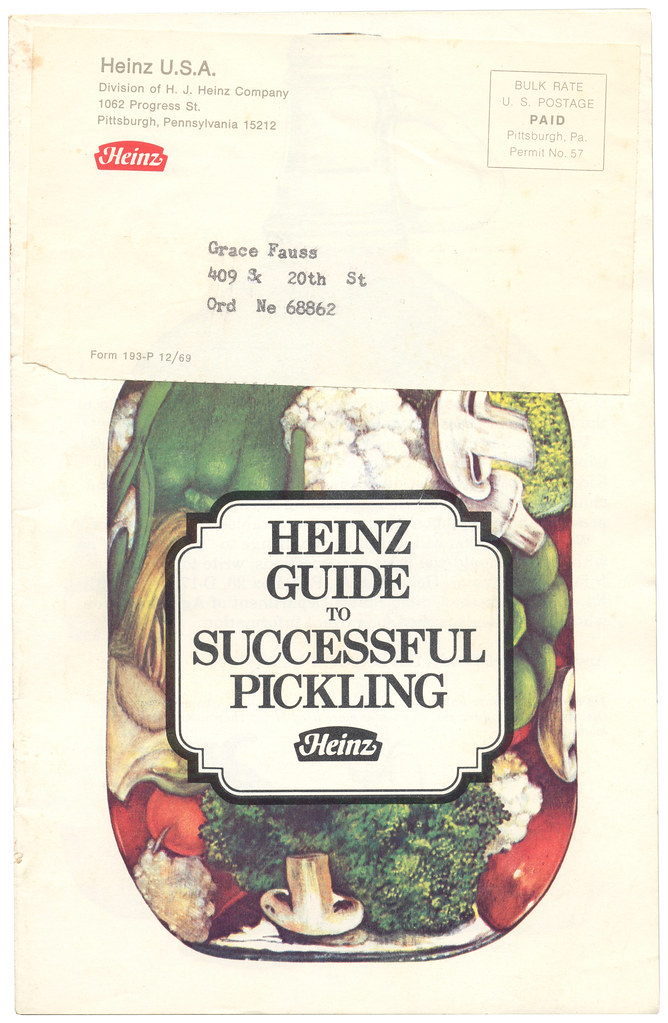 Heinz U.S.A.
Division of H. J. Heinz Company
1062 Progress St.
Pittsburgh, Pennsylvania 15212
Heinz
BULK RATE
U. S. POSTAGE
PAID
Pittsburgh, Pa.
Permit No. 57
Grace Fauss
409 20th St
Ord Ne 68862
Form 193-P 12/69
HEINZ
GUIDE
TO
SUCCESSFUL
PICKLING
Heinz